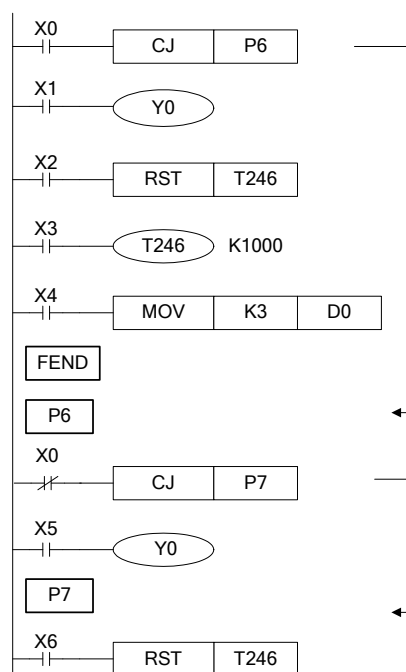 X0
CJ P6
X1
Y0
X2
RST T246
X3
T246 K1000
X4
MOV K3 D0
FEND
P6
X0
CJ P7
X5
Y0
P7
X6
RST T246